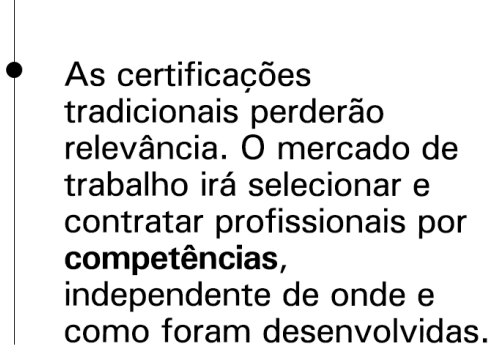 As certificações
tradicionais perderão
relevância. O mercado de
trabalho irá selecionar e
contratar profissionais por
competências,
independente de onde e
como foram desenvolvidas.